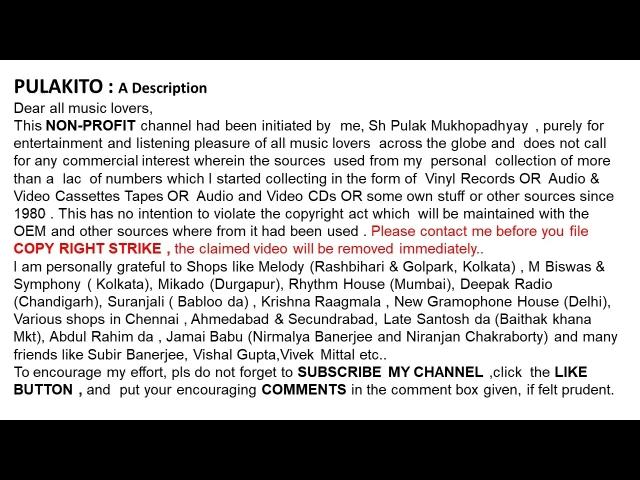 PULAKITO : A Description
Dear all music lovers,
This NON-PROFIT channel had been initiated by me, Sh Pulak Mukhopadhyay , purely for
entertainment and listening pleasure of all music lovers across the globe and does not call
for any commercial interest wherein the sources used from my personal collection of more
than a lac of numbers which I started collecting in the form of Vinyl Records OR Audio &
Video Cassettes Tapes OR Audio and Video CDs OR some own stuff or other sources since
1980 . This has no intention to violate the copyright act which will be maintained with the
OEM and other sources where from it had been used . Please contact me before you file
COPY RIGHT STRIKE , the claimed video will be removed immediately..
I am personally grateful to Shops like Melody (Rashbihari & Golpark, Kolkata) , M Biswas &
Symphony ( Kolkata), Mikado (Durgapur), Rhythm House (Mumbai), Deepak Radio
(Chandigarh), Suranjali ( Babloo da) , Krishna Raagmala , New Gramophone House (Delhi),
Various shops in Chennai , Ahmedabad & Secundrabad, Late Santosh da (Baithak khana
Mkt), Abdul Rahim da , Jamai Babu (Nirmalya Banerjee and Niranjan Chakraborty) and many
friends like Subir Banerjee, Vishal Gupta,Vivek Mittal etc..
To encourage my effort, pls do not forget to SUBSCRIBE MY CHANNEL ,click the LIKE
BUTTON , and put your encouraging COMMENTS in the comment box given, if felt prudent.